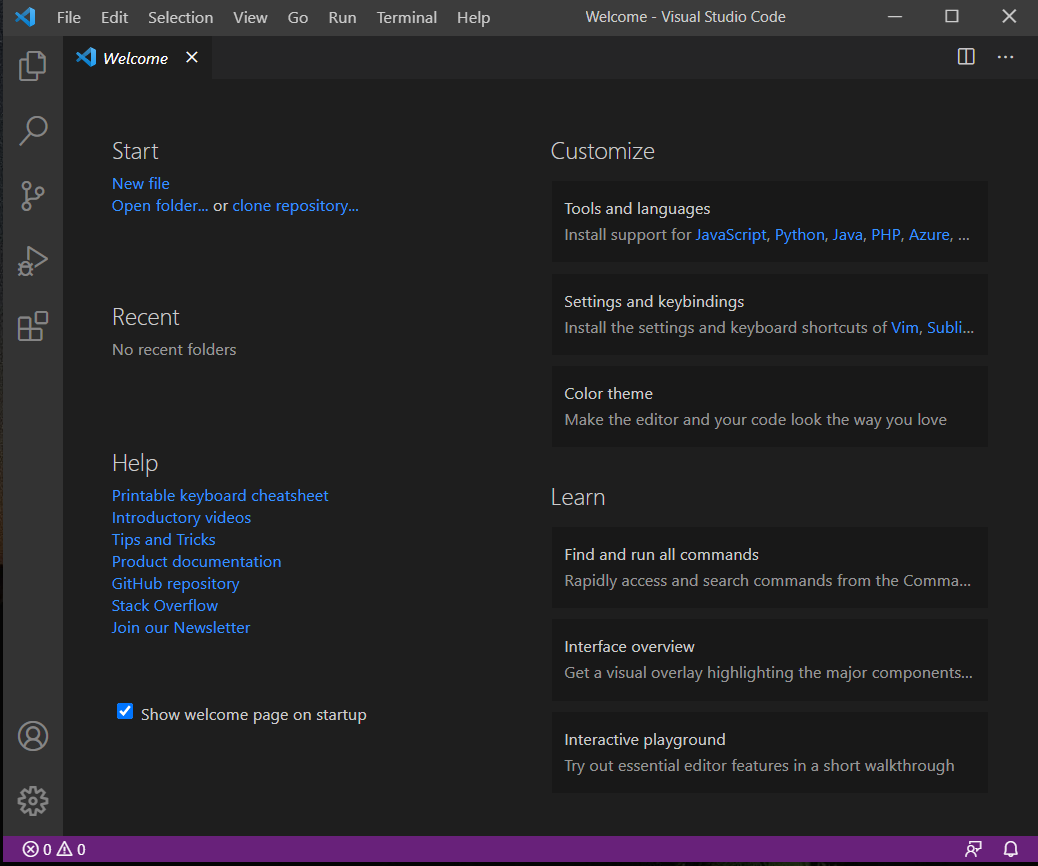 File Edit Selection View Go Run Terminal Help Welcome - Visual Studio Code
Welcome
Start
New file
Open folder... or clone repository...
Recent
No recent folders
Help
Printable keyboard cheatsheet
Introductory videos
Tips and Tricks
Product documentation
GitHub repository
Stack Overflow
Join our Newsletter
Show welcome page on startup
Customize
Tools and languages
Install support for JavaScript, Python, Java, PHP, Azure, ...
Settings and keybindings
Install the settings and keyboard shortcuts of Vim, Subli...
Color theme
Make the editor and your code look the way you love
Learn
Find and run all commands
Rapidly access and search commands from the Comma...
Interface overview
Get a visual overlay highlighting the major components...
Interactive playground
Try out essential editor features in a short walkthrough
0 0